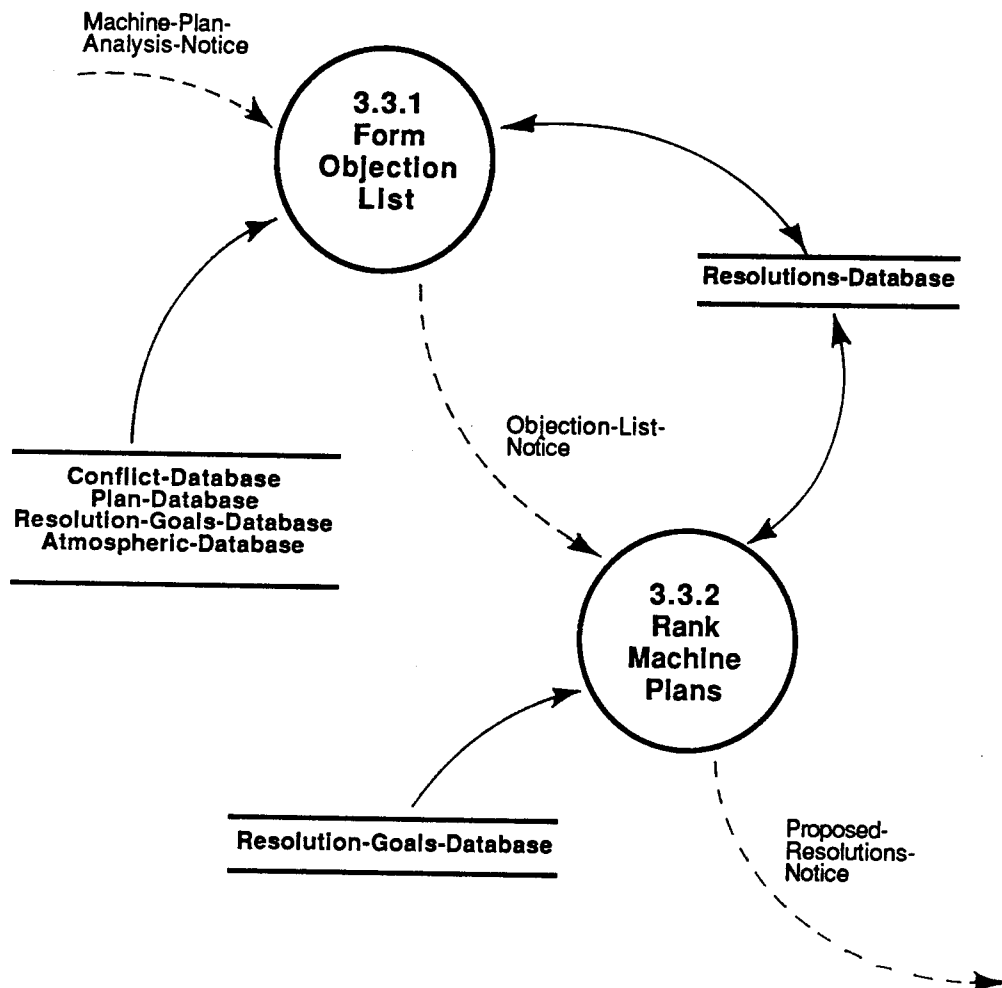 Machine-Plan-
Analysis-Notice
3.3.1
Form
Objection
List
Resolutions-Database
Objection-List-
Notice
Conflict-Database
Plan-Database
Resolution-Goals-Database
Atmospheric-Database
3.3.2
Rank
Machine
Plans
Resolution-Goals-Database
Proposed-
Resolutions-
Notice